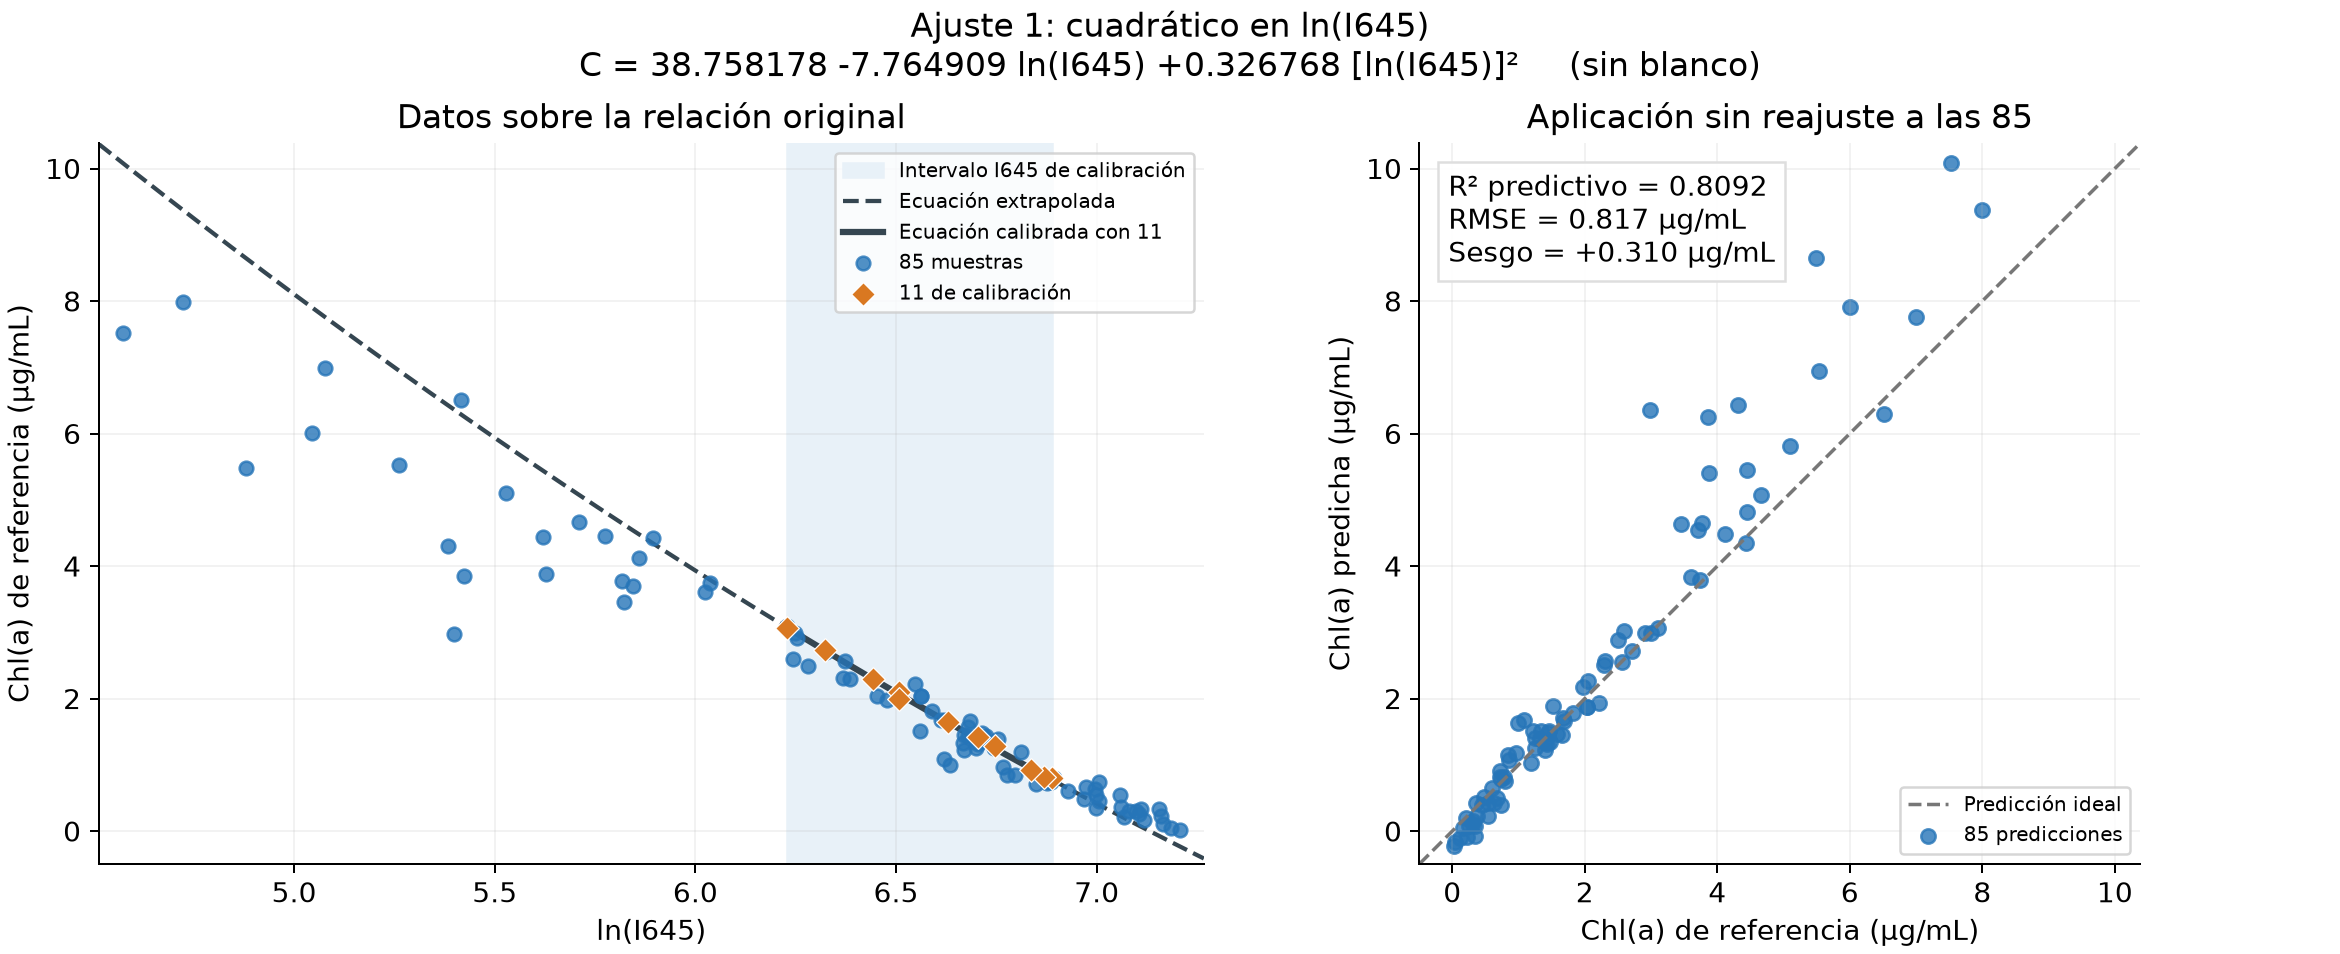 Ajuste 1: cuadrático en ln(I645)
C = 38.758178 -7.764909 ln(I645) +0.326768 [ln(I645)]² (sin blanco)
Datos sobre la relación original
Chl(a) de referencia (µg/mL)
10
8
6
4
2
0
Intervalo I645 de calibración
Ecuación extrapolada
Ecuación calibrada con 11
85 muestras
11 de calibración
5.0 5.5 6.0 6.5 7.0
ln(I645)
Aplicación sin reajuste a las 85
Chl(a) predicha (µg/mL)
10
8
6
4
2
0
R² predictivo = 0.8092
RMSE = 0.817 µg/mL
Sesgo = +0.310 µg/mL
Predicción ideal
85 predicciones
0 2 4 6 8 10
Chl(a) de referencia (µg/mL)